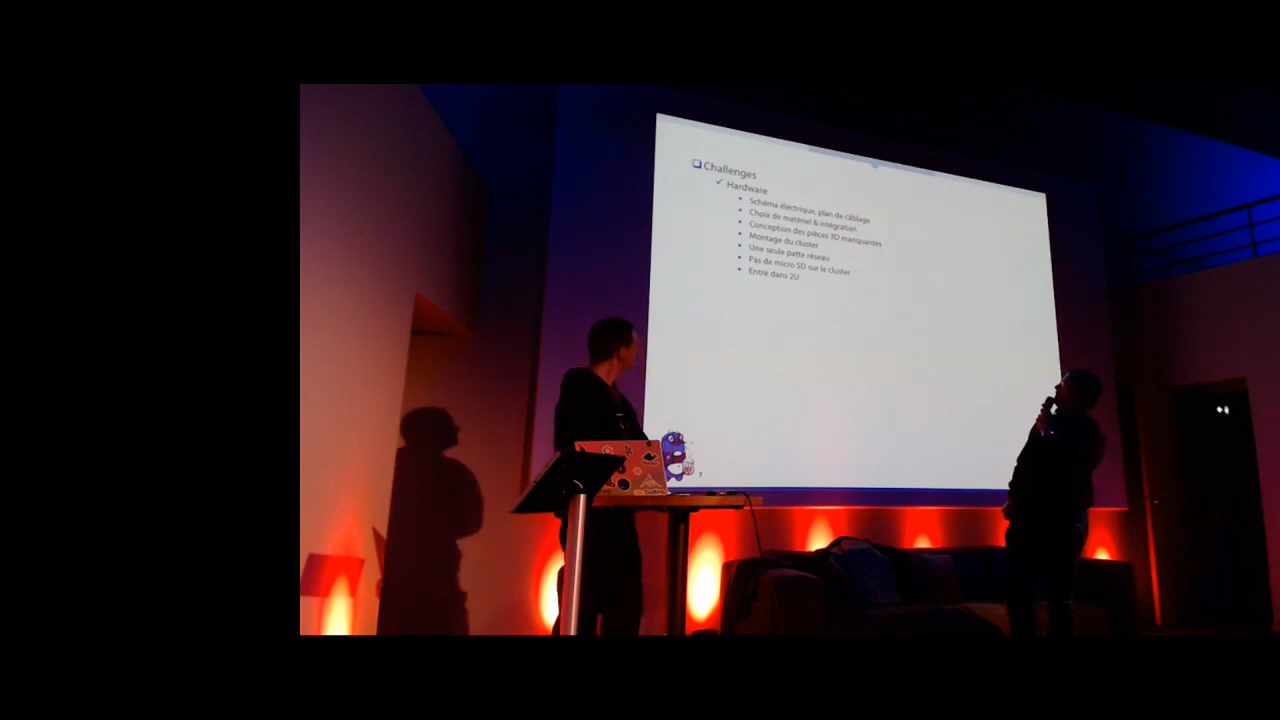 Challenges
Hardware
Schéma électrique, plan de câblage
Choix de matériel & intégration
Conception des pièces 3D manquantes
Montage du cluster
Une seule patte réseau
Pas de micro SD sur le cluster
Entre dans 2U